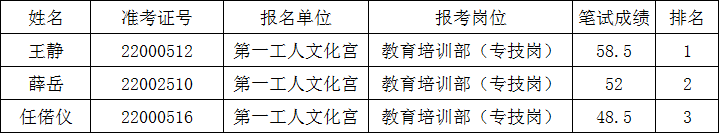 姓名 准考证号 报名单位 报考岗位 笔试成绩 排名
王静 22000512 第一工人文化宫 教育培训部（专技岗） 58.5 1
薛岳 22002510 第一工人文化宫 教育培训部（专技岗） 52 2
任偌仪 22000516 第一工人文化宫 教育培训部（专技岗） 48.5 3